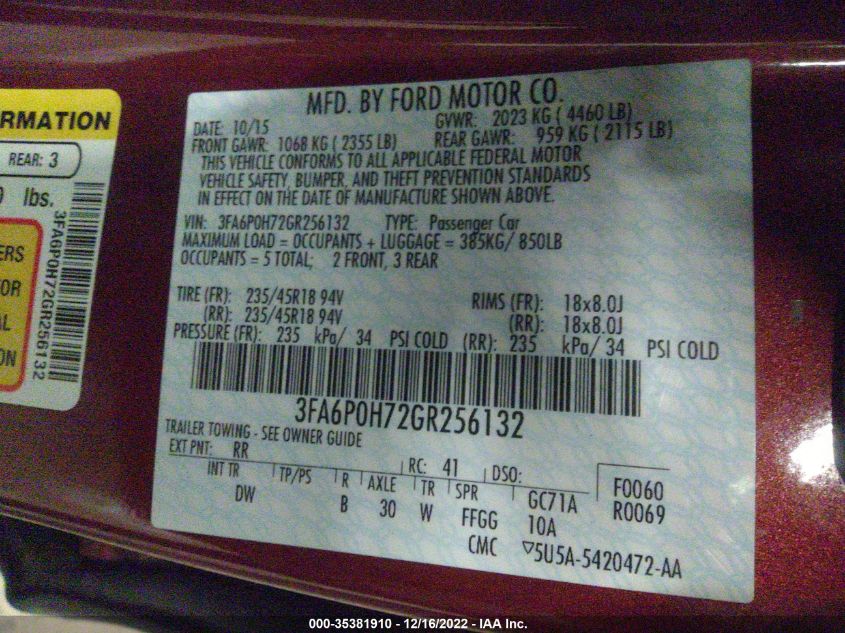 RMATION
REAR: 3
lbs.
3FA6P0H72GR256132
ERS
OR
AL
ON
MFD. BY FORD MOTOR CO.
DATE: 10/15 GVWR: 2023 KG ( 4460 LB)
FRONT GAWR: 1068 KG ( 2355 LB) REAR GAWR: 959 KG ( 2115 LB)
THIS VEHICLE CONFORMS TO ALL APPLICABLE FEDERAL MOTOR
VEHICLE SAFETY, BUMPER, AND THEFT PREVENTION STANDARDS
IN EFFECT ON THE DATE OF MANUFACTURE SHOWN ABOVE.
VIN: 3FA6P0H72GR256132 TYPE: Passenger Car
MAXIMUM LOAD = OCCUPANTS + LUGGAGE = 385KG/ 850LB
OCCUPANTS = 5 TOTAL; 2 FRONT, 3 REAR
TIRE (FR): 235/45R18 94V RIMS (FR): 18x8.0J
(RR): 235/45R18 94V (RR): 18x8.0J
PRESSURE (FR): 235 kPa/ 34 PSI COLD (RR): 235 kPa/ 34 PSI COLD
3FA6P0H72GR256132
TRAILER TOWING - SEE OWNER GUIDE
EXT PNT: RR RC: 41 DSO: F0060
INT TR TP/PS R AXLE TR SPR GC71A R0069
DW B 30 W FFGG 10A
CMC ▽5U5A-5420472-AA
000-35381910 - 12/16/2022 - IAA Inc.